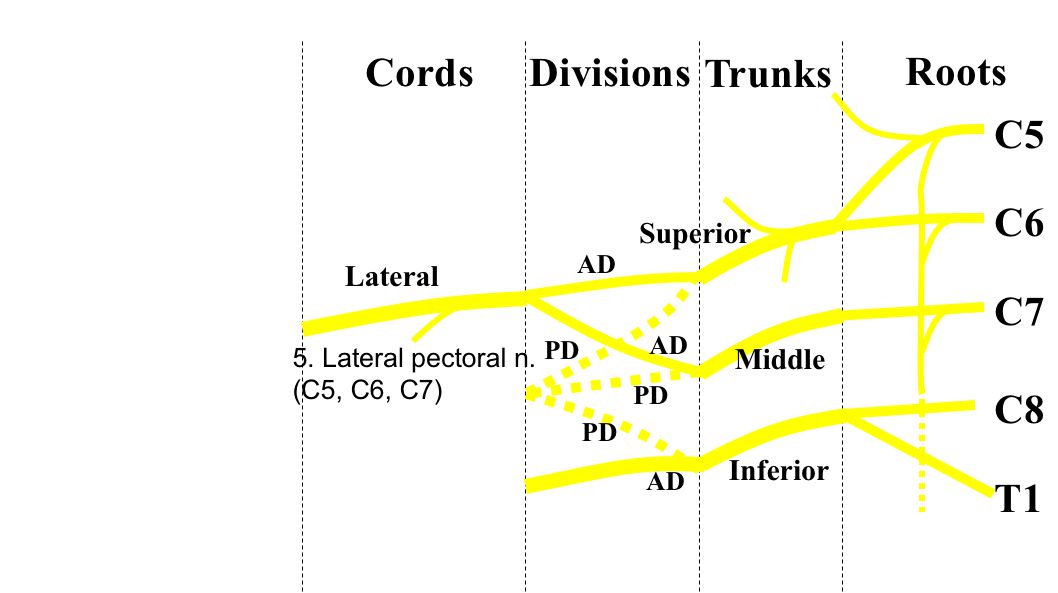 Cords Divisions Trunks Roots
C5
C6
Superior
AD
Lateral
C7
AD
PD
Middle
5. Lateral pectoral n.
(C5, C6, C7)
PD
C8
PD
Inferior
AD
T1